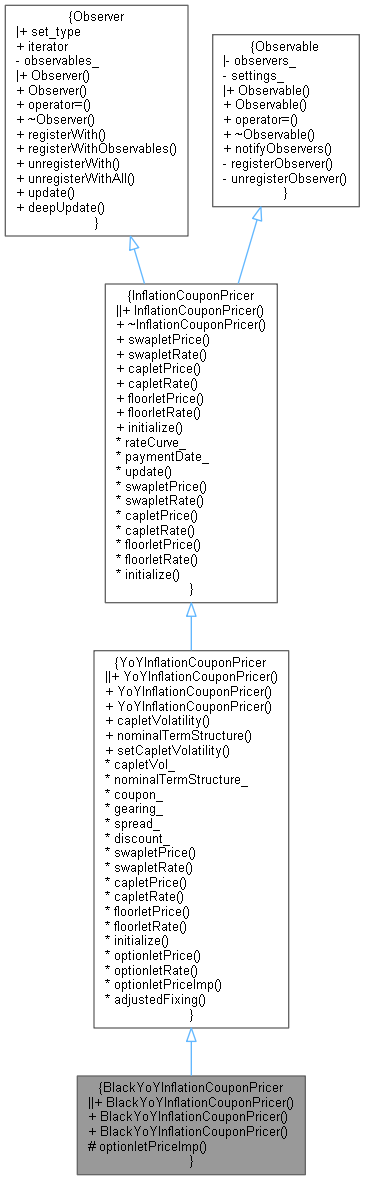 {Observer
|+ set_type
+ iterator
- observables_
|+ Observer()
+ Observer()
+ operator=()
+ ~Observer()
+ registerWith()
+ registerWithObservables()
+ unregisterWith()
+ unregisterWithAll()
+ update()
+ deepUpdate()
}
{Observable
|- observers_
- settings_
|+ Observable()
+ Observable()
+ operator=()
+ ~Observable()
+ notifyObservers()
- registerObserver()
- unregisterObserver()
}
{InflationCouponPricer
||+ InflationCouponPricer()
+ ~InflationCouponPricer()
+ swapletPrice()
+ swapletRate()
+ capletPrice()
+ capletRate()
+ floorletPrice()
+ floorletRate()
+ initialize()
* rateCurve_
* paymentDate_
* update()
* swapletPrice()
* swapletRate()
* capletPrice()
* capletRate()
* floorletPrice()
* floorletRate()
* initialize()
}
{YoYInflationCouponPricer
||+ YoYInflationCouponPricer()
+ YoYInflationCouponPricer()
+ YoYInflationCouponPricer()
+ capletVolatility()
+ nominalTermStructure()
+ setCapletVolatility()
* capletVol_
* nominalTermStructure_
* coupon_
* gearing_
* spread_
* discount_
* swapletPrice()
* swapletRate()
* capletPrice()
* capletRate()
* floorletPrice()
* floorletRate()
* initialize()
* optionletPrice()
* optionletRate()
* optionletPriceImp()
* adjustedFixing()
}
{BlackYoYInflationCouponPricer
||+ BlackYoYInflationCouponPricer()
+ BlackYoYInflationCouponPricer()
+ BlackYoYInflationCouponPricer()
# optionletPriceImp()
}